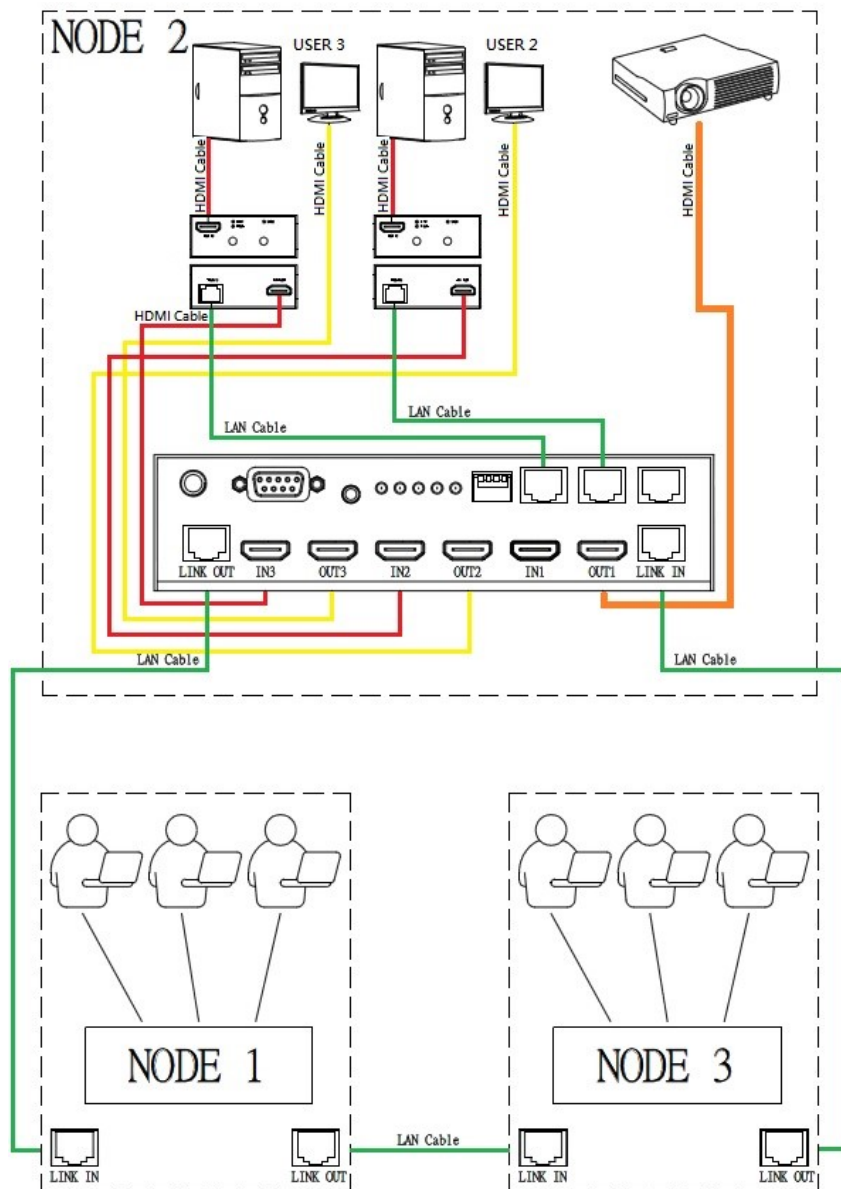 NODE 2
USER 3
USER 2
HDMI Cable
HDMI Cable
HDMI Cable
HDMI Cable
HDMI Cable
HDMI Cable
LAN Cable
LAN Cable
LINK OUT
IN3
OUT3
IN2
OUT2
IN1
OUT1
LINK IN
LAN Cable
LAN Cable
NODE 1
NODE 3
LINK IN
LINK OUT
LAN Cable
LINK IN
LINK OUT